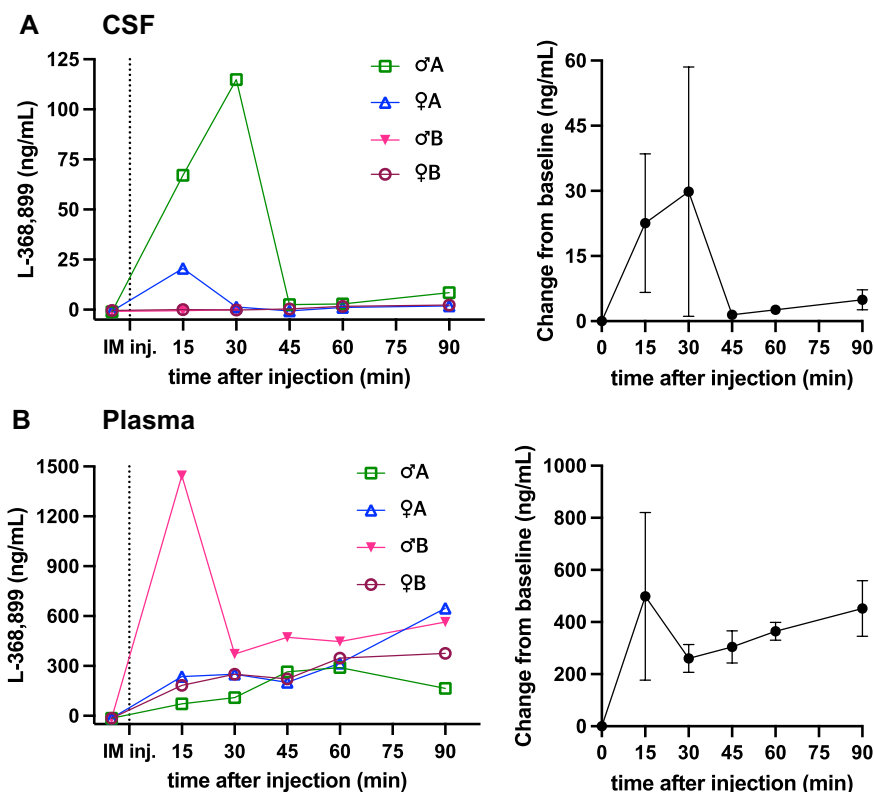 A CSF
L-368,899 (ng/mL)
125
100
75
50
25
0
IM inj. 15 30 45 60 75 90
time after injection (min)
♂A
♀A
♂B
♀B
Change from baseline (ng/mL)
60
45
30
15
0
0 15 30 45 60 75 90
time after injection (min)
B Plasma
L-368,899 (ng/mL)
1500
1200
900
600
300
0
IM inj. 15 30 45 60 75 90
time after injection (min)
♂A
♀A
♂B
♀B
Change from baseline (ng/mL)
1000
800
600
400
200
0
0 15 30 45 60 75 90
time after injection (min)